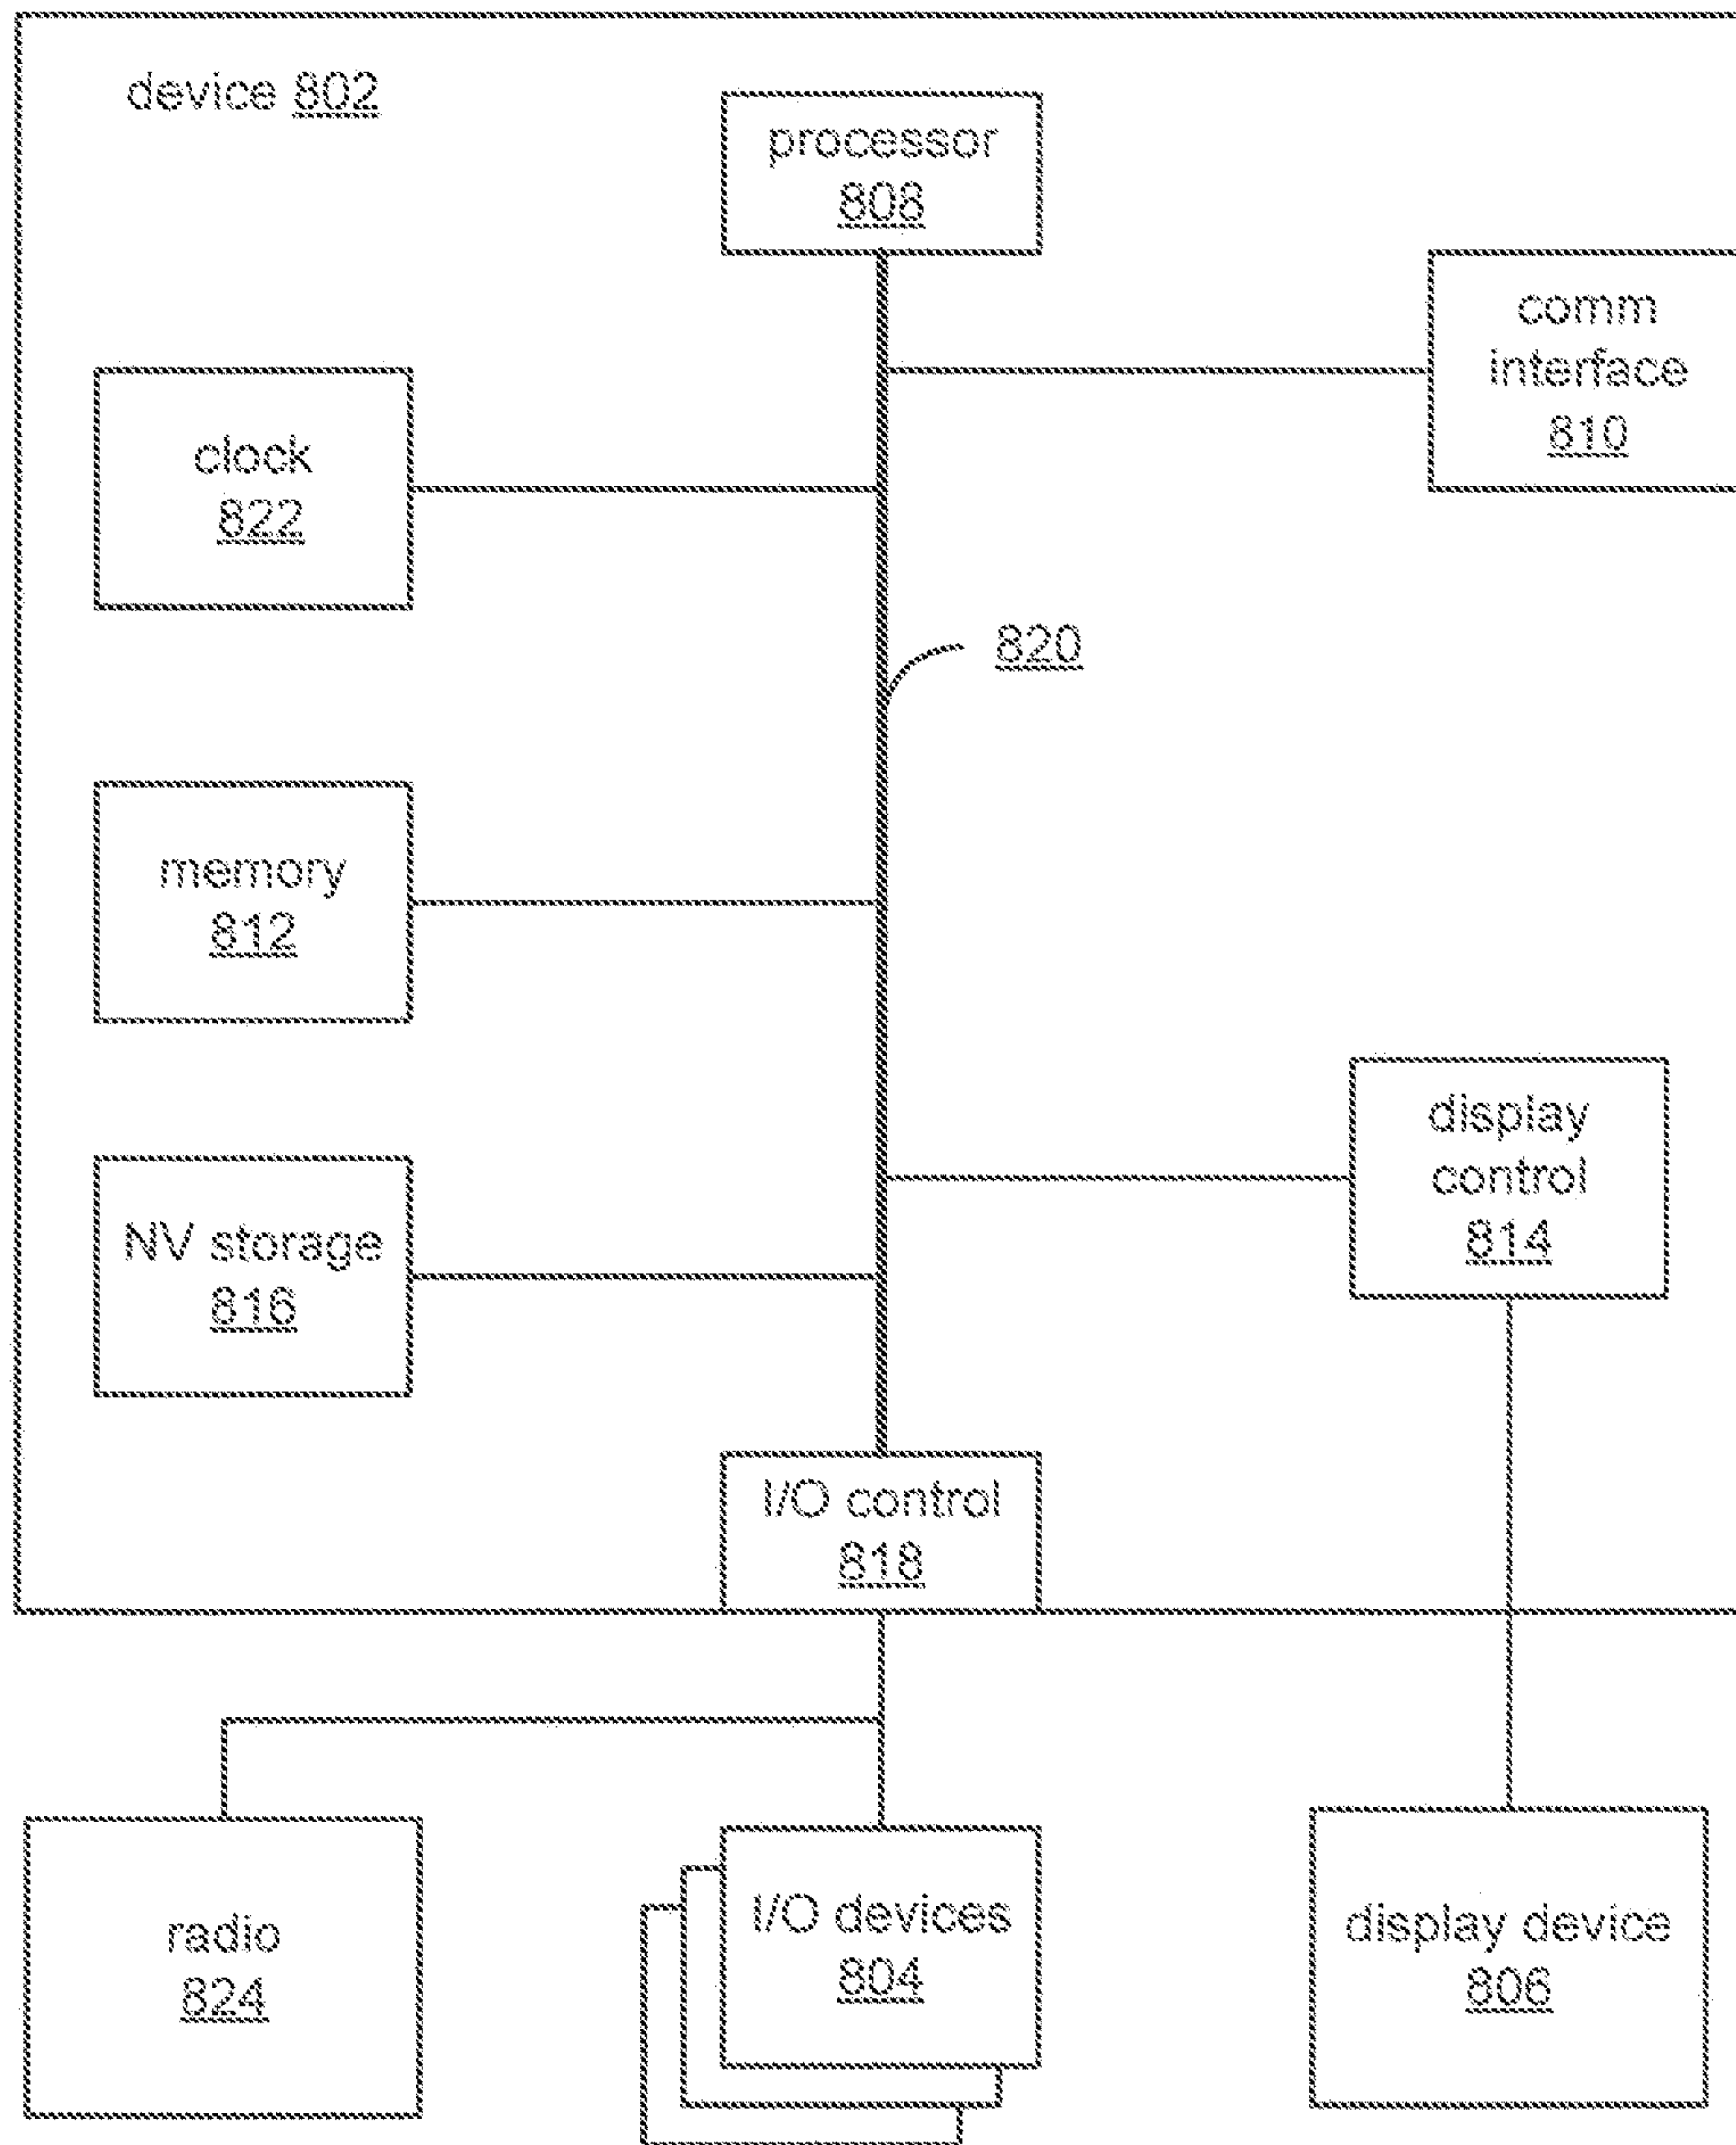 device 802
processor
808
comm
interface
810
clock
822
820
memory
812
display
control
814
NV storage
816
I/O control
818
radio
824
I/O devices
804
display device
806